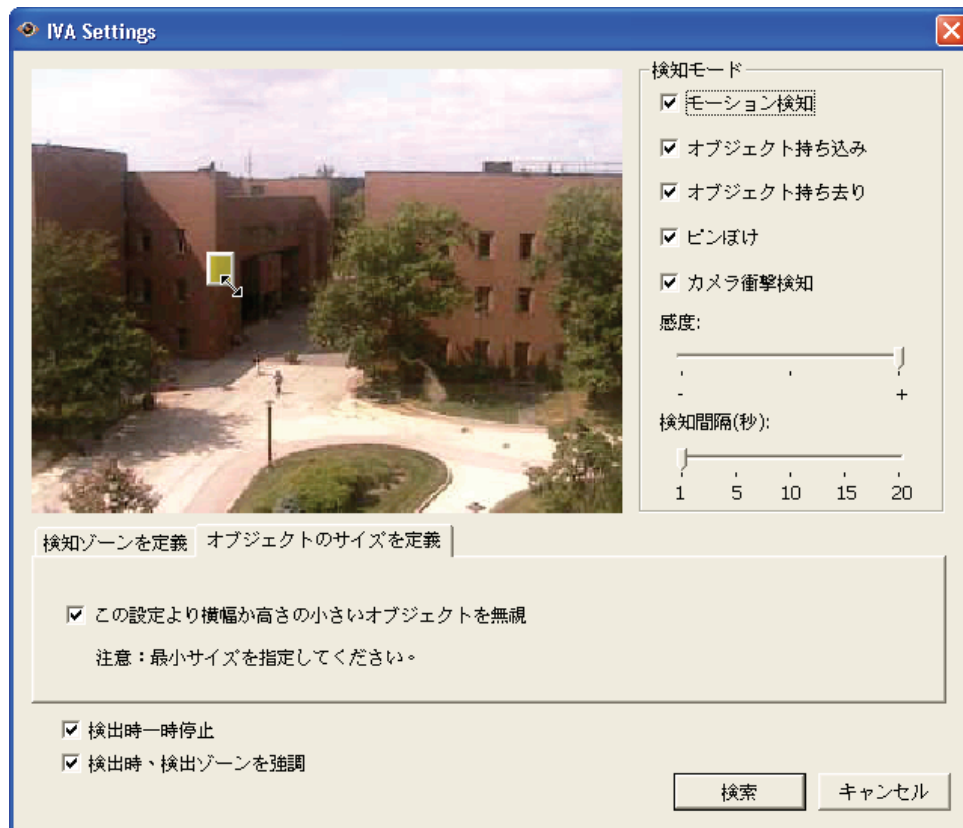 IVA Settings
検知モード
モーション検知
オブジェクト持ち込み
オブジェクト持ち去り
ピンぼけ
カメラ衝撃検知
感度:
- +
検知間隔(秒):
1 5 10 15 20
検知ゾーンを定義 オブジェクトのサイズを定義
この設定より横幅か高さの小さいオブジェクトを無視
注意：最小サイズを指定してください。
検出時一時停止
検出時、検出ゾーンを強調
検索 キャンセル